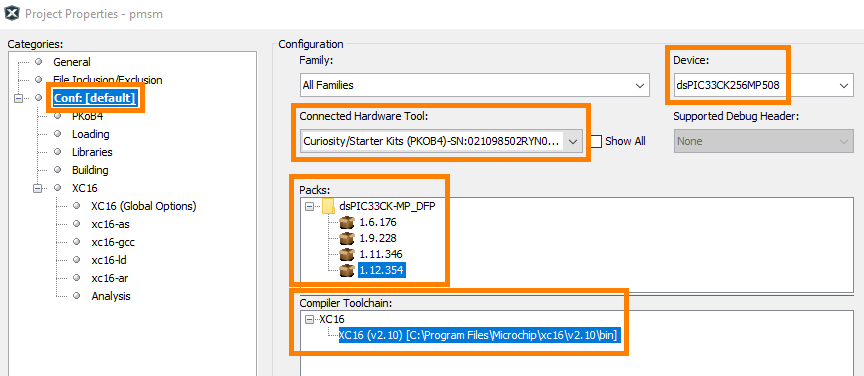 Project Properties - pmsm
Categories:
General
File Inclusion/Exclusion
Conf: [default]
PKoB4
Loading
Libraries
Building
XC16
XC16 (Global Options)
xc16-as
xc16-gcc
xc16-ld
xc16-ar
Analysis
Configuration
Family:
All Families
Device:
dsPIC33CK256MP508
Connected Hardware Tool:
Curiosity/Starter Kits (PKOB4)-SN:021098502RYN0...
Show All
Supported Debug Header:
None
Packs:
dsPIC33CK-MP_DFP
1.6.176
1.9.228
1.11.346
1.12.354
Compiler Toolchain:
XC16
XC16 (v2.10) [C:\Program Files\Microchip\xc16\v2.10\bin]